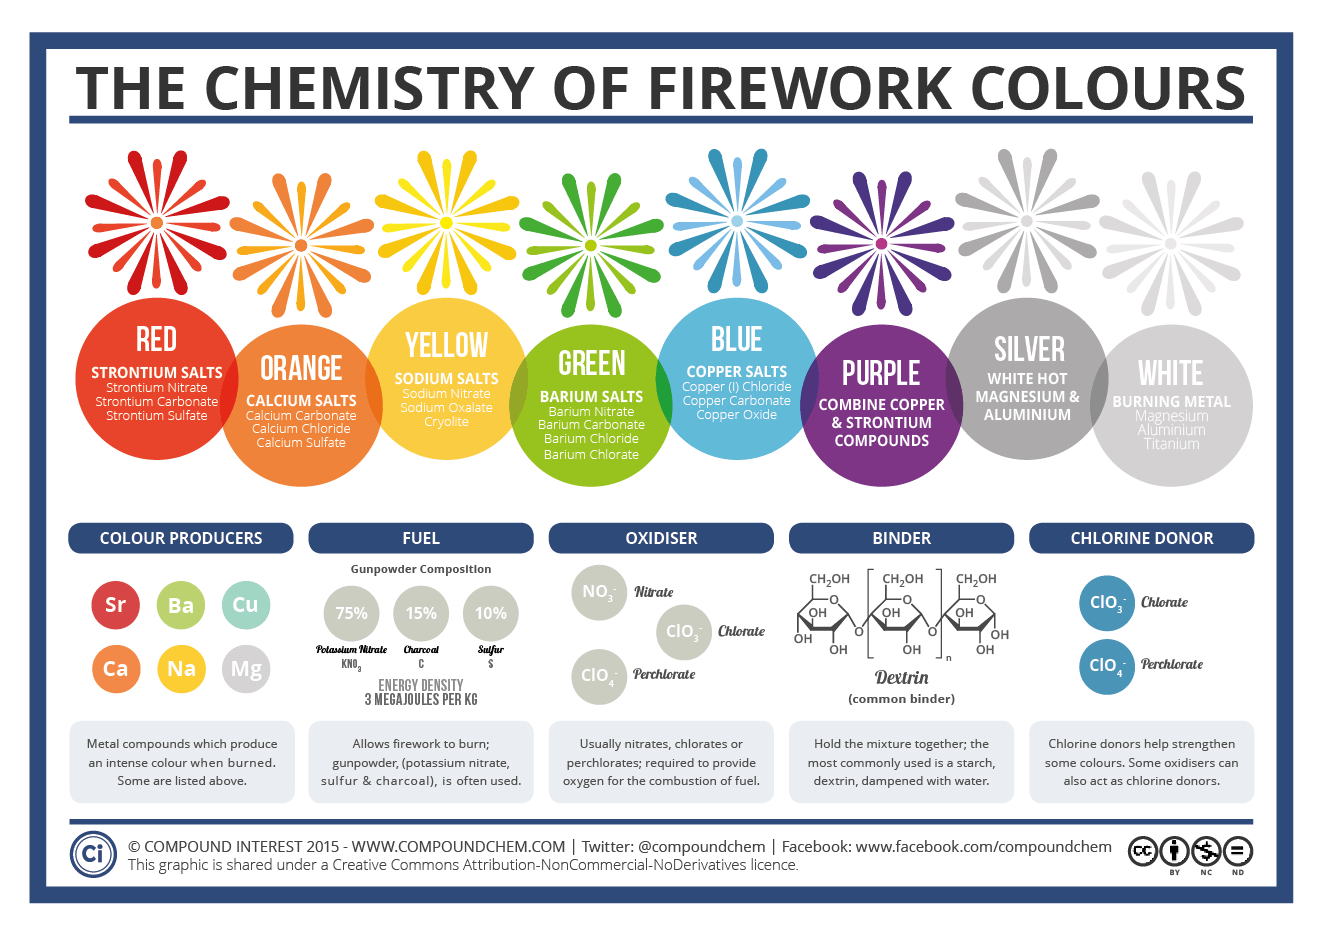 THE CHEMISTRY OF FIREWORK COLOURS
RED
STRONTIUM SALTS
Strontium Nitrate
Strontium Carbonate
Strontium Sulfate
ORANGE
CALCIUM SALTS
Calcium Carbonate
Calcium Chloride
Calcium Sulfate
YELLOW
SODIUM SALTS
Sodium Nitrate
Sodium Oxalate
Cryolite
GREEN
BARIUM SALTS
Barium Nitrate
Barium Carbonate
Barium Chloride
Barium Chlorate
BLUE
COPPER SALTS
Copper (I) Chloride
Copper Carbonate
Copper Oxide
PURPLE
COMBINE COPPER
& STRONTIUM
COMPOUNDS
SILVER
WHITE HOT
MAGNESIUM &
ALUMINIUM
WHITE
BURNING METAL
Magnesium
Aluminium
Titanium
COLOUR PRODUCERS
Sr Ba Cu
Ca Na Mg
Metal compounds which produce
an intense colour when burned.
Some are listed above.
FUEL
Gunpowder Composition
75% 15% 10%
Potassium Nitrate Charcoal Sulfur
KNO3 C S
ENERGY DENSITY
3 MEGAJOULES PER KG
Allows firework to burn;
gunpowder, (potassium nitrate,
sulfur & charcoal), is often used.
OXIDISER
NO3- Nitrate
ClO3- Chlorate
ClO4- Perchlorate
Usually nitrates, chlorates or
perchlorates; required to provide
oxygen for the combustion of fuel.
BINDER
CH2OH CH2OH CH2OH
O O O
OH OH OH
OH O O OH
OH OH OH
n
Dextrin
(common binder)
Hold the mixture together; the
most commonly used is a starch,
dextrin, dampened with water.
CHLORINE DONOR
ClO3- Chlorate
ClO4- Perchlorate
Chlorine donors help strengthen
some colours. Some oxidisers can
also act as chlorine donors.
Ci
© COMPOUND INTEREST 2015 - WWW.COMPOUNDCHEM.COM | Twitter: @compoundchem | Facebook: www.facebook.com/compoundchem
This graphic is shared under a Creative Commons Attribution-NonCommercial-NoDerivatives licence.
cc
BY NC ND